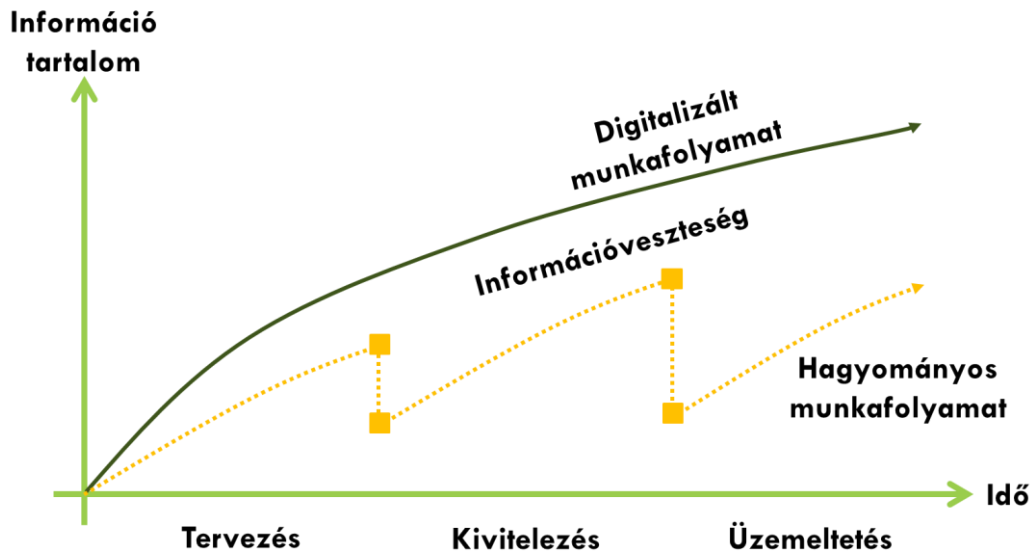 Információ
tartalom
Digitalizált
munkafolyamat
Információveszteség
Hagyományos
munkafolyamat
Idő
Tervezés
Kivitelezés
Üzemeltetés